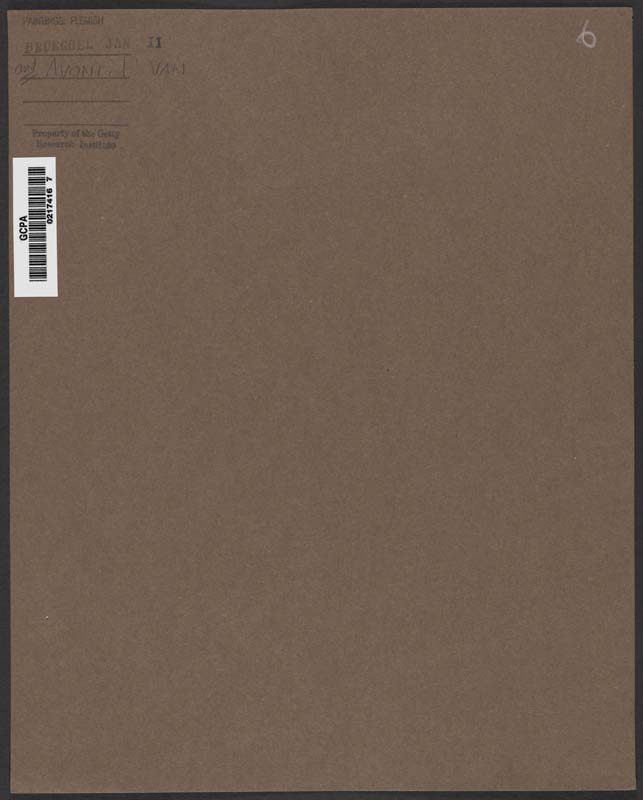 PAINTINGS: FLEMISH
BRUEGHEL JAN II
and Avont, P. VAN
Property of the Getty
Research Institute
6
GCPA
0217416 7